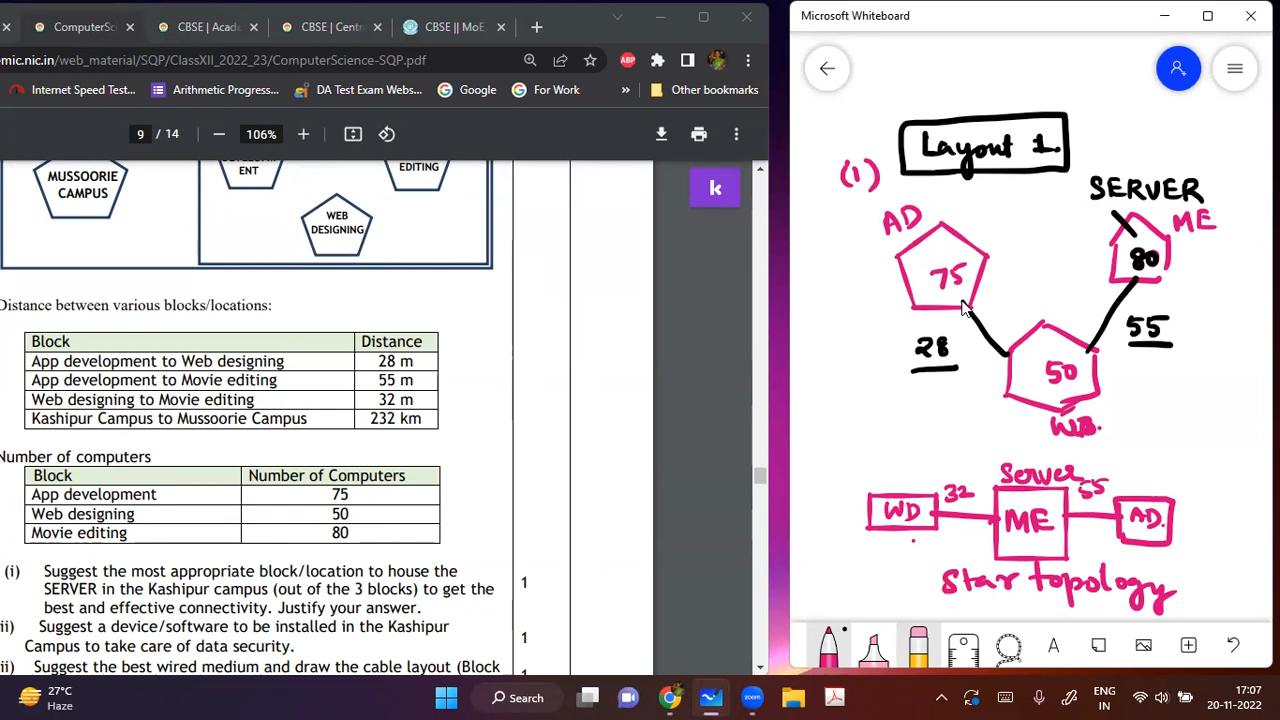 ComputerSci
CBSE | Acade
CBSE | Centr
CBSE || MoE
Microsoft Whiteboard
emic.nic.in/web_material/SQP/ClassXII_2022_23/ComputerScience-SQP.pdf
ABP
Internet Speed Test...
Arithmetic Progress...
DA Test Exam Webs...
Google
For Work
»
Other bookmarks
9 / 14
106%
MUSSOORIE
CAMPUS
ENT
EDITING
WEB
DESIGNING
k
Distance between various blocks/locations:
Block Distance
App development to Web designing 28 m
App development to Movie editing 55 m
Web designing to Movie editing 32 m
Kashipur Campus to Mussoorie Campus 232 km
Number of computers
Block Number of Computers
App development 75
Web designing 50
Movie editing 80
(i) Suggest the most appropriate block/location to house the 1
SERVER in the Kashipur campus (out of the 3 blocks) to get the
best and effective connectivity. Justify your answer.
ii) Suggest a device/software to be installed in the Kashipur 1
Campus to take care of data security.
ii) Suggest the best wired medium and draw the cable layout (Block
Layout 1.
(1)
SERVER
AD
ME
75
80
28
55
50
W.B.
Server
32
55
WD ME AD.
Star topology
27°C
Haze
Search
ENG
IN
17:07
20-11-2022